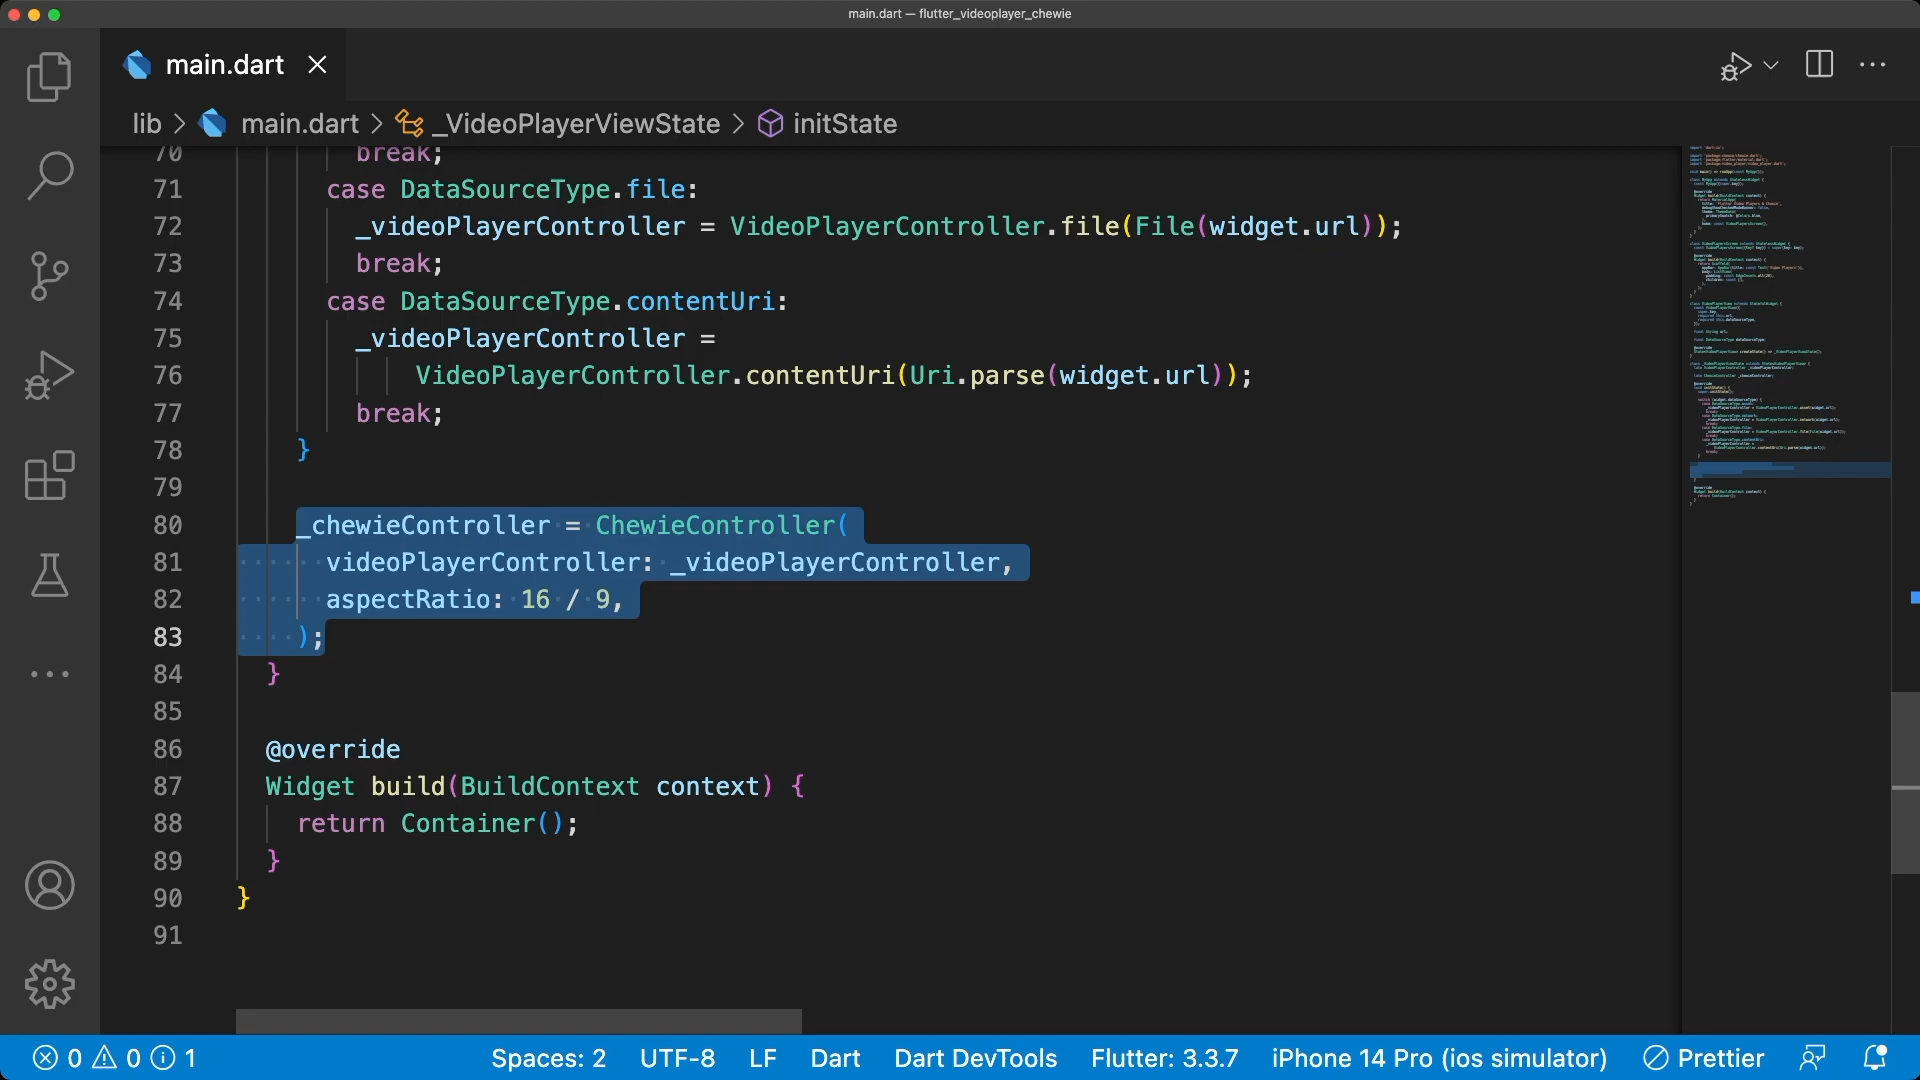 main.dart — flutter_videoplayer_chewie
main.dart
lib > main.dart > _VideoPlayerViewState > initState
70 break;
71 case DataSourceType.file:
72 _videoPlayerController = VideoPlayerController.file(File(widget.url));
73 break;
74 case DataSourceType.contentUri:
75 _videoPlayerController =
76 VideoPlayerController.contentUri(Uri.parse(widget.url));
77 break;
78 }
79
80 _chewieController = ChewieController(
81 videoPlayerController: _videoPlayerController,
82 aspectRatio: 16 / 9,
83 );
84 }
85
86 @override
87 Widget build(BuildContext context) {
88 return Container();
89 }
90 }
91
0 0 1 Spaces: 2 UTF-8 LF Dart Dart DevTools Flutter: 3.3.7 iPhone 14 Pro (ios simulator) Prettier